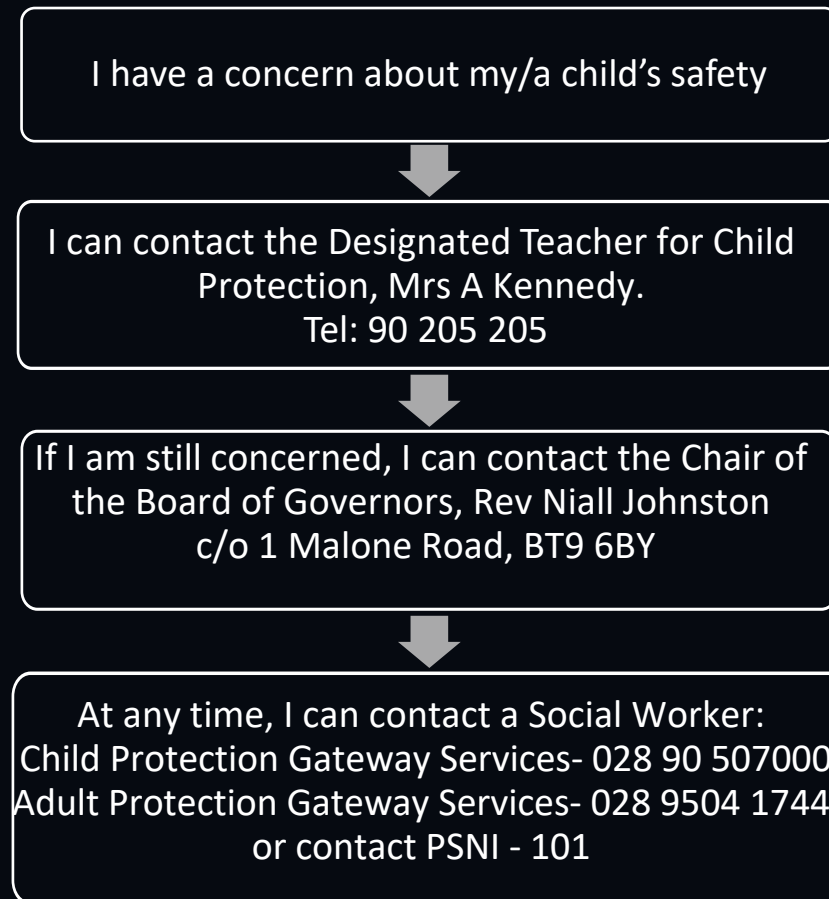 I have a concern about my/a child’s safety
I can contact the Designated Teacher for Child
Protection, Mrs A Kennedy.
Tel: 90 205 205
If I am still concerned, I can contact the Chair of
the Board of Governors, Rev Niall Johnston
c/o 1 Malone Road, BT9 6BY
At any time, I can contact a Social Worker:
Child Protection Gateway Services- 028 90 507000
Adult Protection Gateway Services- 028 9504 1744
or contact PSNI - 101